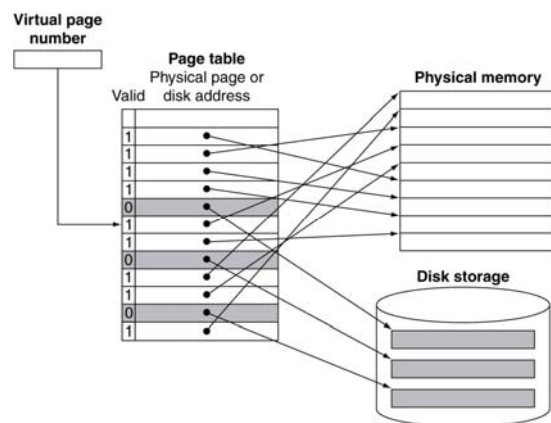 Virtual page
number
Page table
Physical page or
Valid disk address
Physical memory
1
1
1
1
0
1
1
0
1
1
0
1
Disk storage